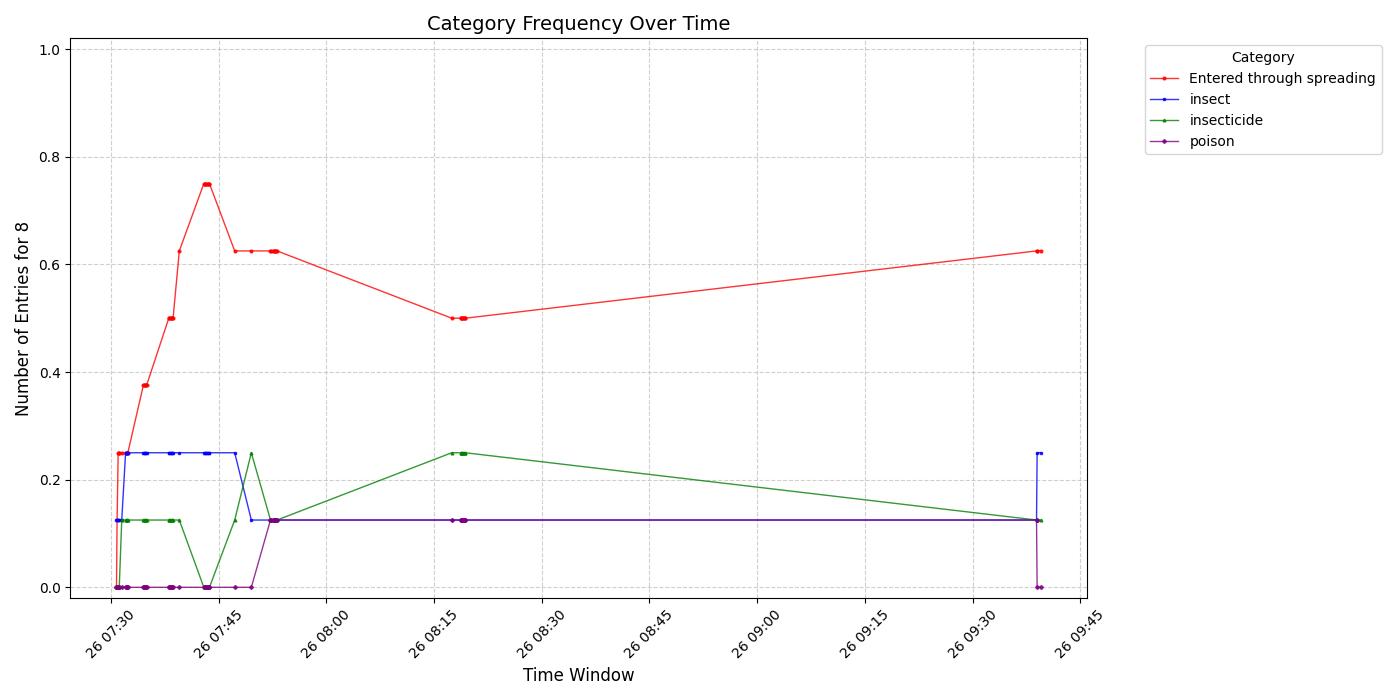 Category Frequency Over Time
Number of Entries for 8
1.0
0.8
0.6
0.4
0.2
0.0
26 07:30
26 07:45
26 08:00
26 08:15
26 08:30
26 08:45
26 09:00
26 09:15
26 09:30
26 09:45
Time Window
Category
Entered through spreading
insect
insecticide
poison